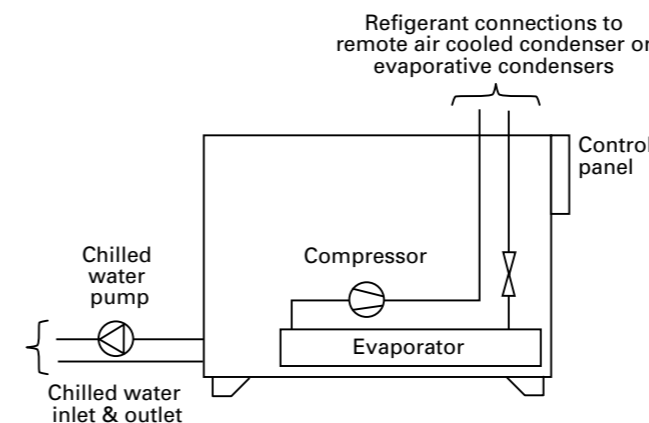 Refigerant connections to
remote air cooled condenser or
evaporative condensers
Control
panel
Compressor
Chilled
water
pump
Evaporator
Chilled water
inlet & outlet